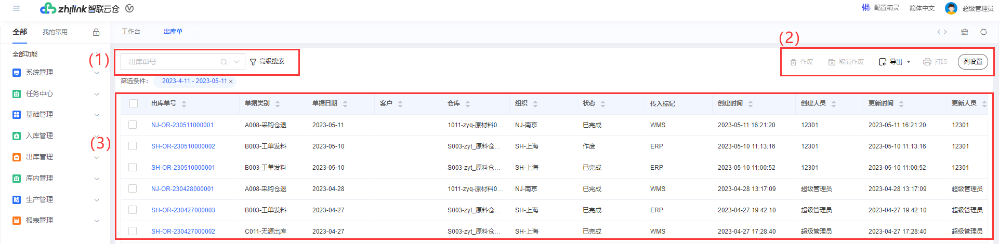 zhilink 智联云仓
配置精灵 简体中文 超级管理员
全部 我的常用
工作台 出库单
全部功能
系统管理
任务中心
基础管理
入库管理
出库管理
库内管理
生产管理
报表管理
(1)
出库单号 高级搜索
(2)
作废 取消作废 导出 打印 列设置
筛选条件： 2023-4-11 - 2023-05-11
(3)
出库单号 单据类别 单据日期 客户 仓库 组织 状态 传入标记 创建时间 创建人员 更新时间 更新人员
NJ-OR-230511000001 A008-采购仓退 2023-05-11 1011-zyq-原材料0... NJ-南京 已完成 WMS 2023-05-11 16:21:20 12301 2023-05-11 16:21:20 12301
SH-OR-230510000002 B003-工单发料 2023-05-10 S003-zyt_原料仓... SH-上海 作废 ERP 2023-05-10 11:13:16 12301 2023-05-10 11:13:16 12301
SH-OR-230510000001 B003-工单发料 2023-05-10 S003-zyt_原料仓... SH-上海 已完成 ERP 2023-05-10 11:00:52 12301 2023-05-10 11:00:52 12301
NJ-OR-230428000001 A008-采购仓退 2023-04-28 1011-zyq-原材料0... NJ-南京 已完成 WMS 2023-04-28 13:17:09 超级管理员 2023-04-28 13:17:09 超级管理员
SH-OR-230427000003 B003-工单发料 2023-04-27 S003-zyt_原料仓... SH-上海 已完成 ERP 2023-04-27 19:42:10 超级管理员 2023-04-27 19:42:10 超级管理员
SH-OR-230427000002 C011-无源出库 2023-04-27 S003-zyt_原料仓... SH-上海 已完成 WMS 2023-04-27 17:28:40 超级管理员 2023-04-27 17:28:40 超级管理员